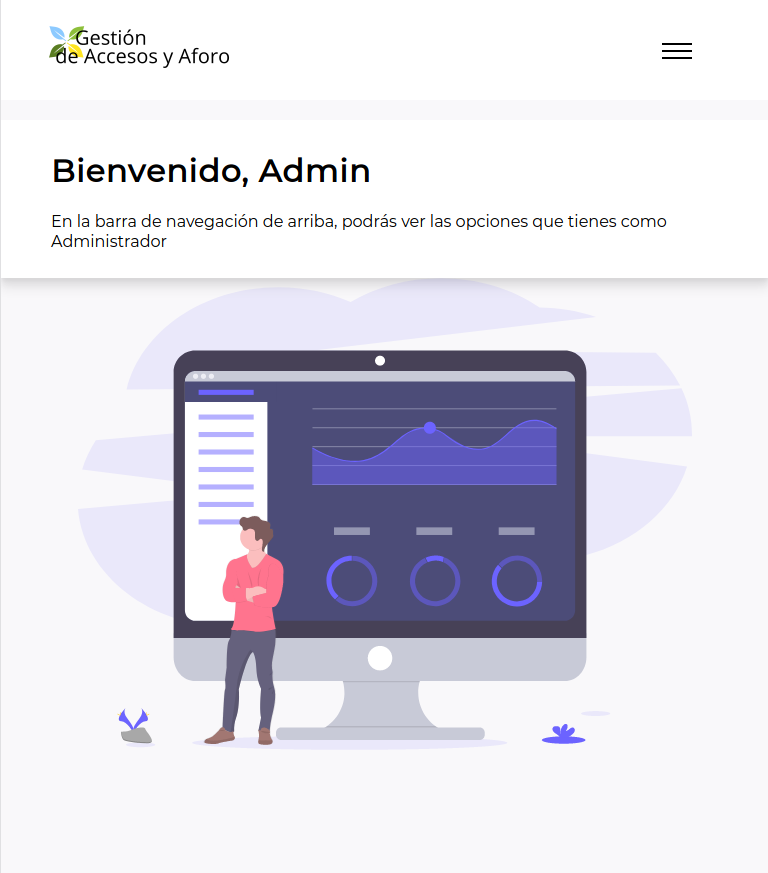 Gestión
de Accesos y Aforo
Bienvenido, Admin
En la barra de navegación de arriba, podrás ver las opciones que tienes como
Administrador